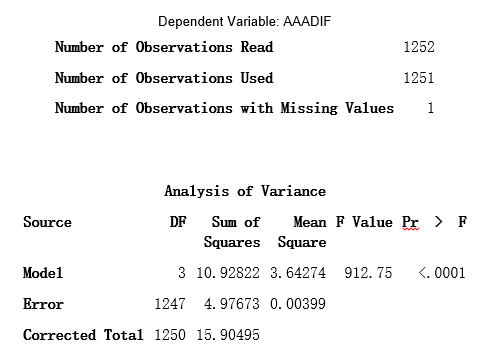 Dependent Variable: AAADIF
Number of Observations Read 1252
Number of Observations Used 1251
Number of Observations with Missing Values 1
Analysis of Variance
Source DF Sum of Squares Mean Square F Value Pr > F
Model 3 10.92822 3.64274 912.75 <.0001
Error 1247 4.97673 0.00399
Corrected Total 1250 15.90495